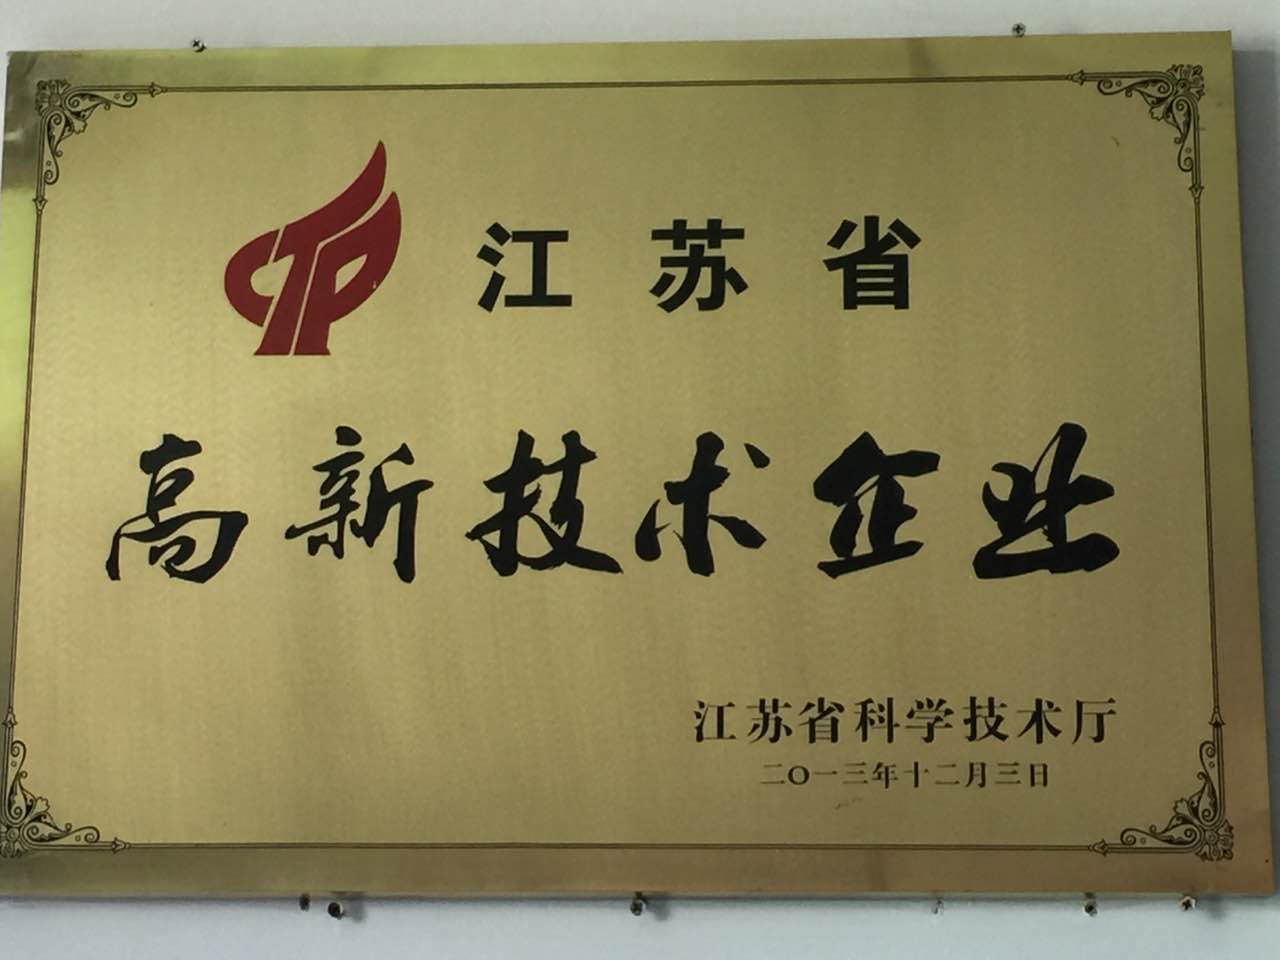 江苏省
高新技术企业
江苏省科学技术厅
二〇一三年十二月三日